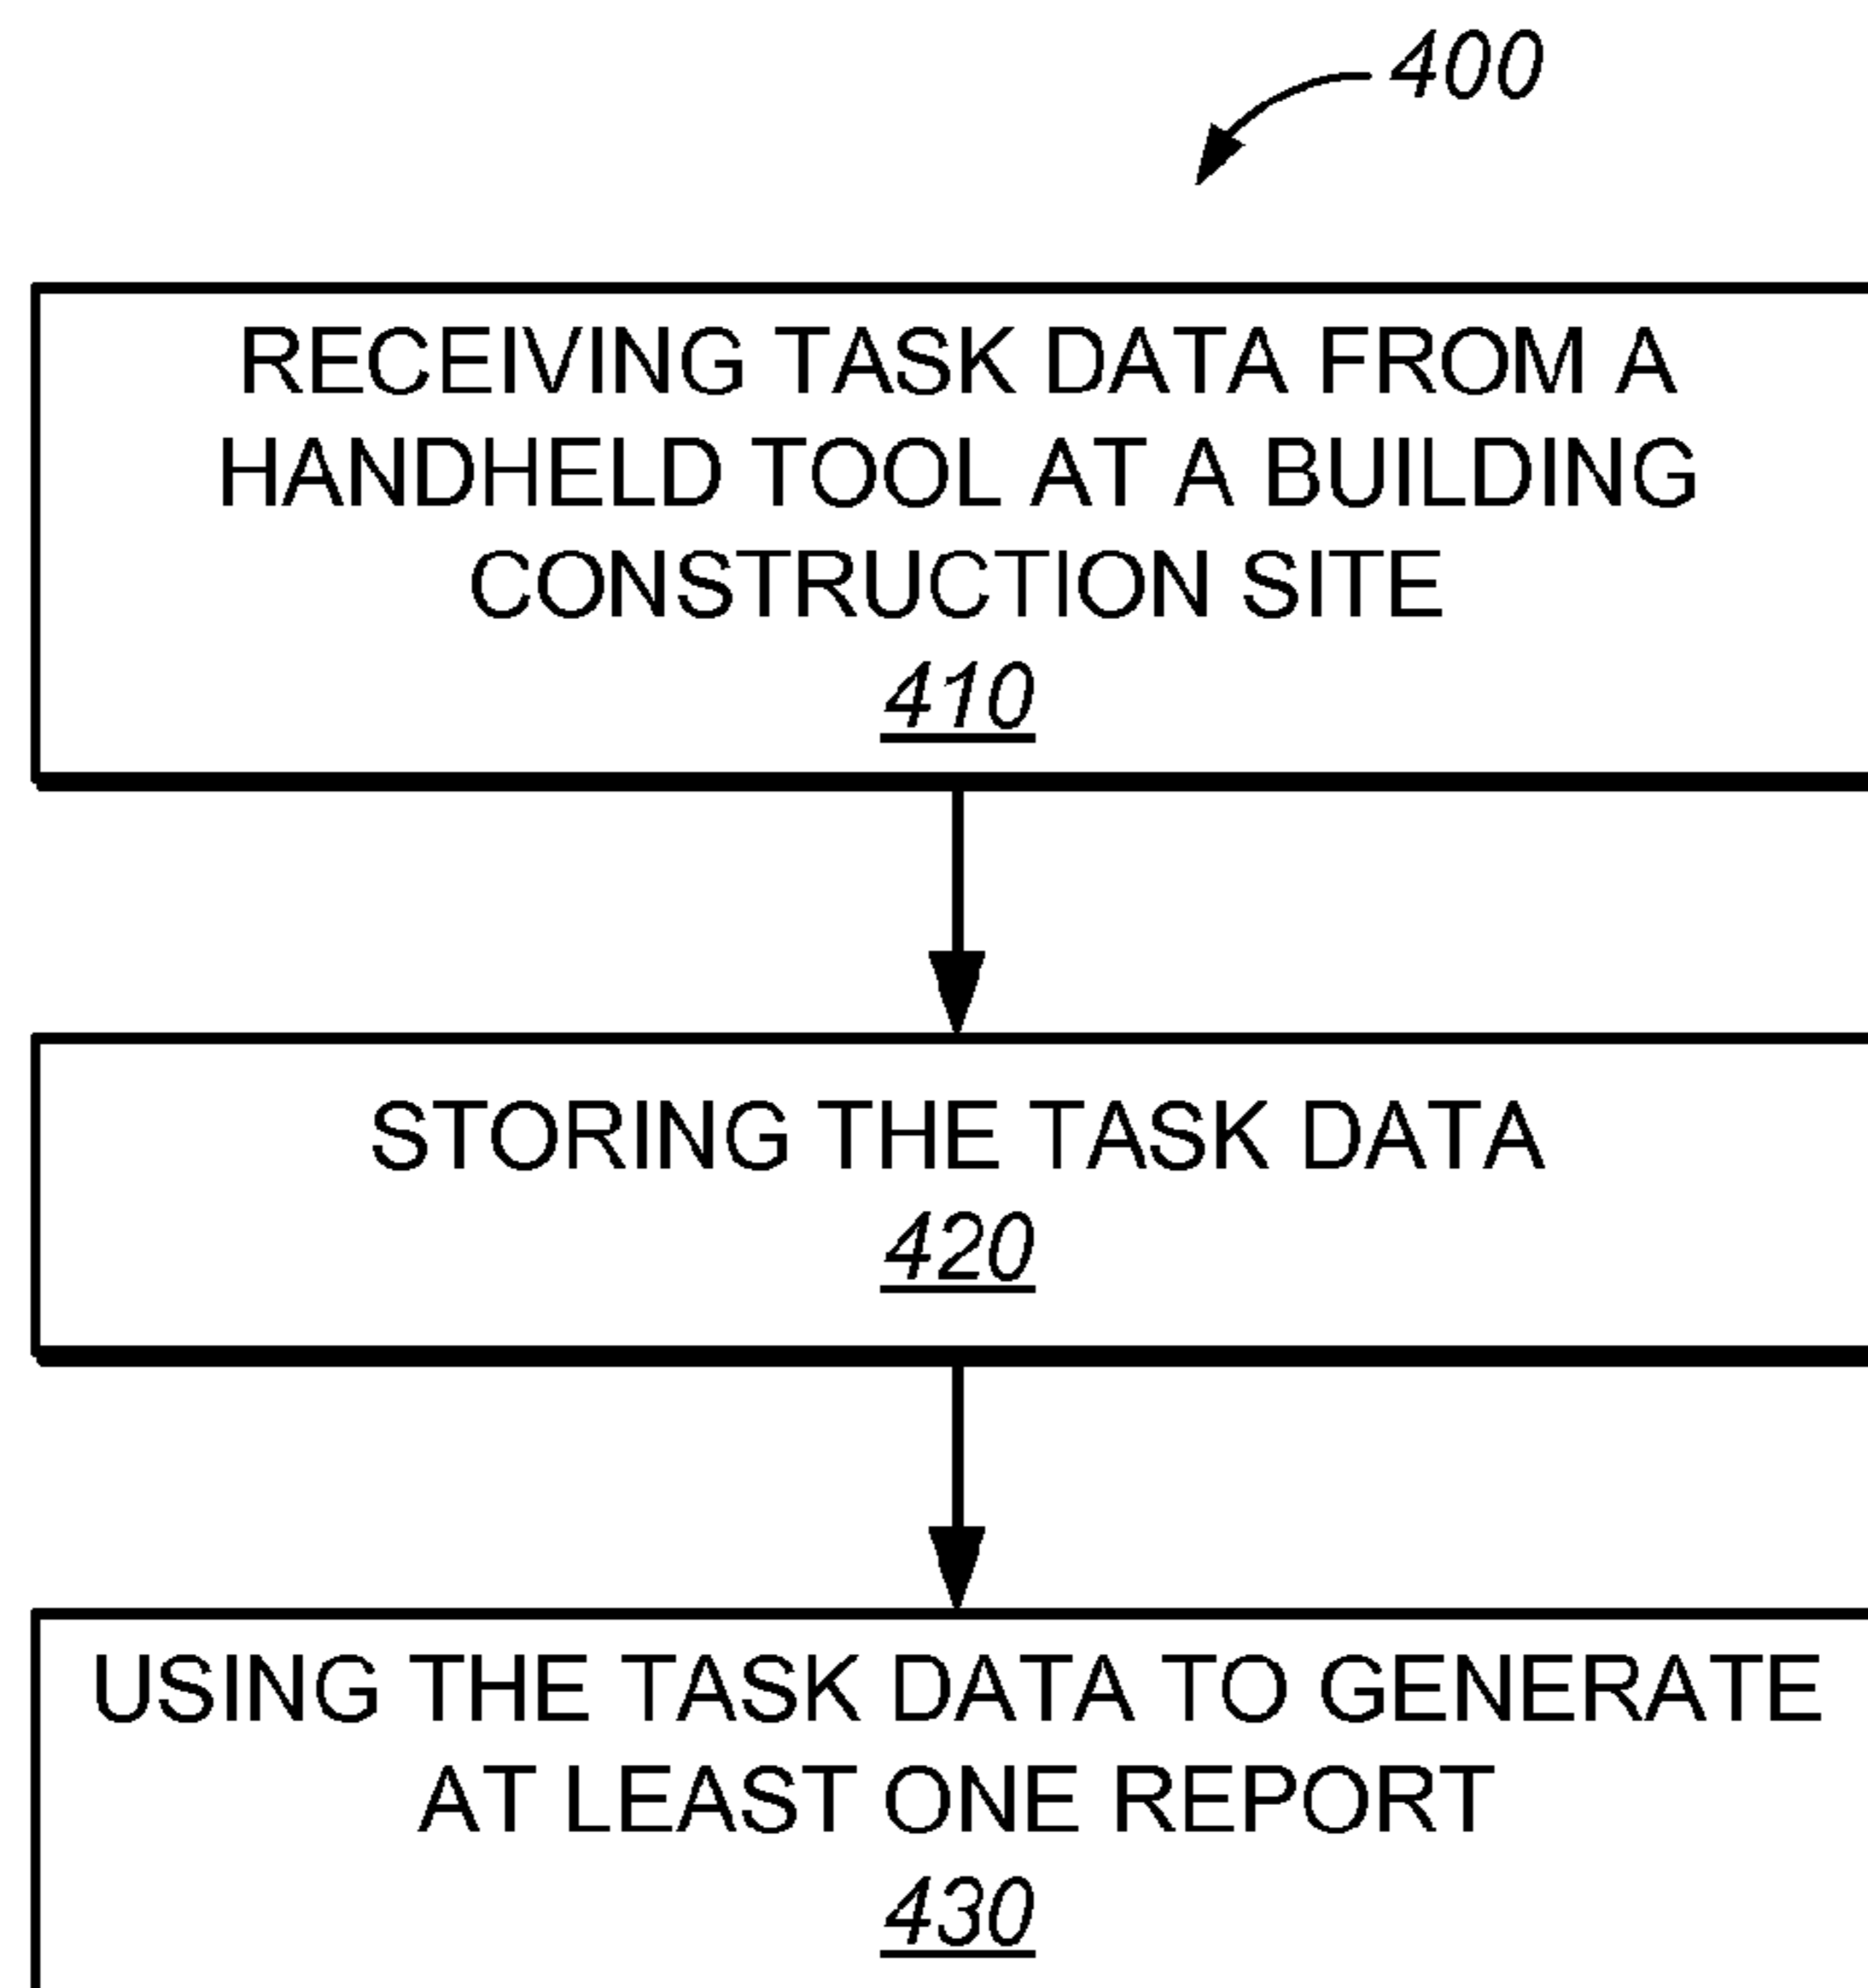 400
RECEIVING TASK DATA FROM A
HANDHELD TOOL AT A BUILDING
CONSTRUCTION SITE
410
STORING THE TASK DATA
420
USING THE TASK DATA TO GENERATE
AT LEAST ONE REPORT
430